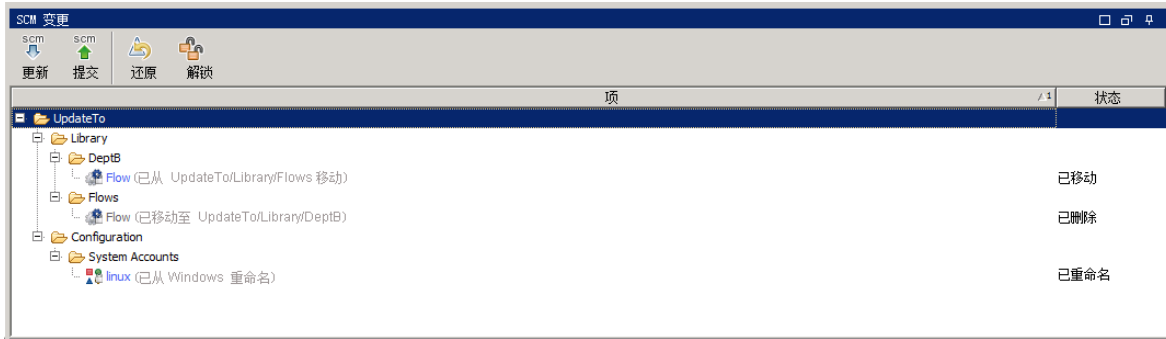 SCM 变更
scm scm
更新 提交 还原 解锁
项 1 状态
UpdateTo
Library
DeptB
Flow (已从 UpdateTo/Library/Flows 移动) 已移动
Flows
Flow (已移动至 UpdateTo/Library/DeptB) 已删除
Configuration
System Accounts
linux (已从 Windows 重命名) 已重命名